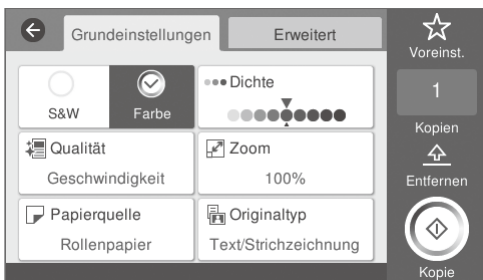 Grundeinstellungen
Erweitert
Voreinst.
S&W
Farbe
Dichte
1
Kopien
Qualität
Geschwindigkeit
Zoom
100%
Entfernen
Papierquelle
Rollenpapier
Originaltyp
Text/Strichzeichnung
Kopie